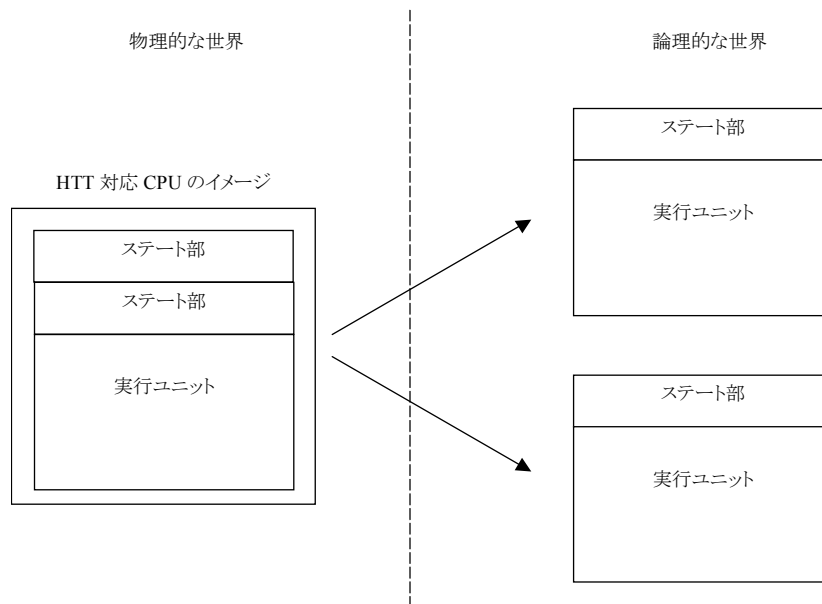 物理的な世界
論理的な世界
HTT 対応 CPU のイメージ
ステート部
ステート部
実行ユニット
ステート部
実行ユニット
ステート部
実行ユニット